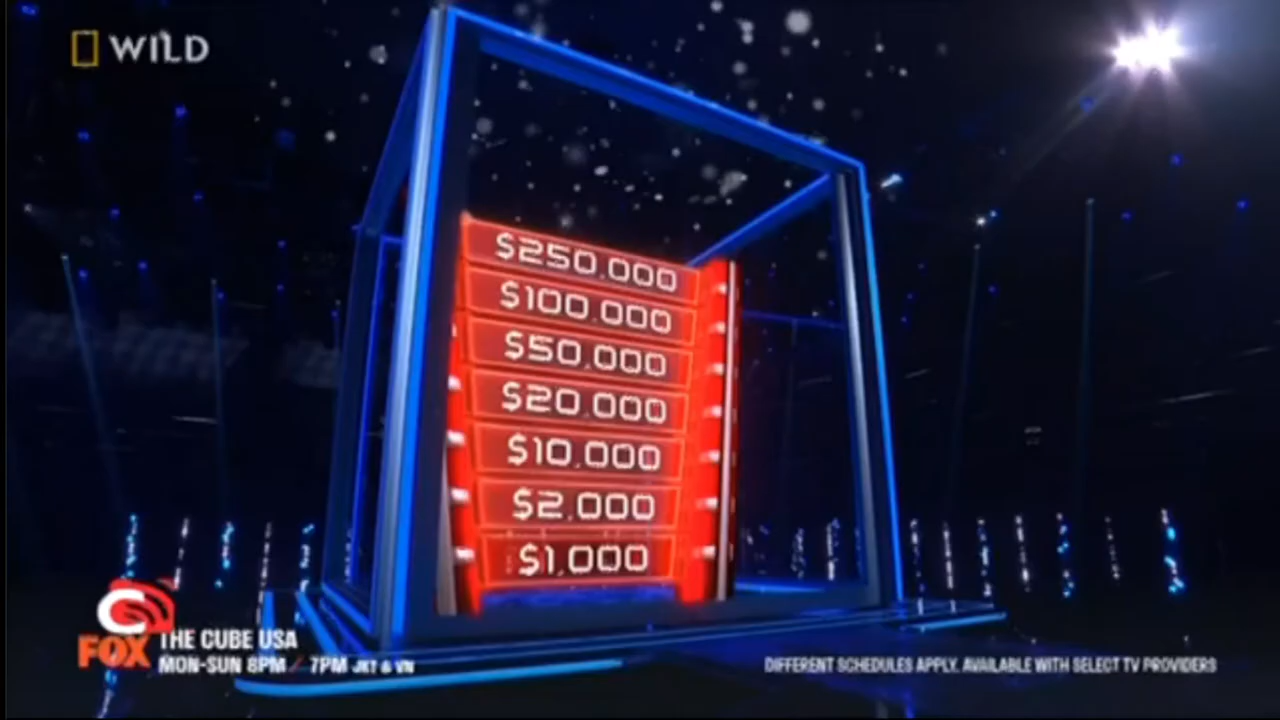 WILD
$250,000
$100,000
$50,000
$20,000
$10,000
$2,000
$1,000
FOX
THE CUBE USA
MON-SUN 8PM / 7PM JKT & VN
DIFFERENT SCHEDULES APPLY. AVAILABLE WITH SELECT TV PROVIDERS